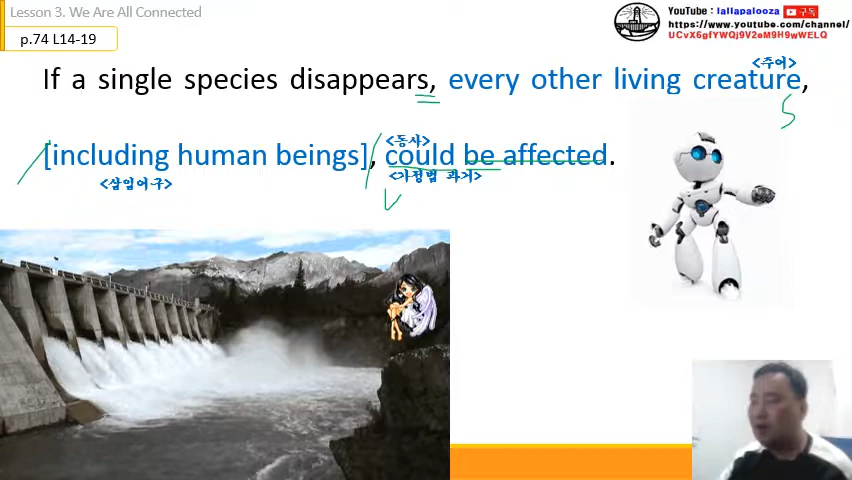 Lesson 3. We Are All Connected
p.74 L14-19
YouTube : lallapalooza 구독
https://www.youtube.com/channel/
UCvX6gfYWQj9V2eM9H9wWELQ
<주어>
If a single species disappears, every other living creature,
S
<동사>
[including human beings], could be affected.
<삽입어구> <가정법 과거>
V